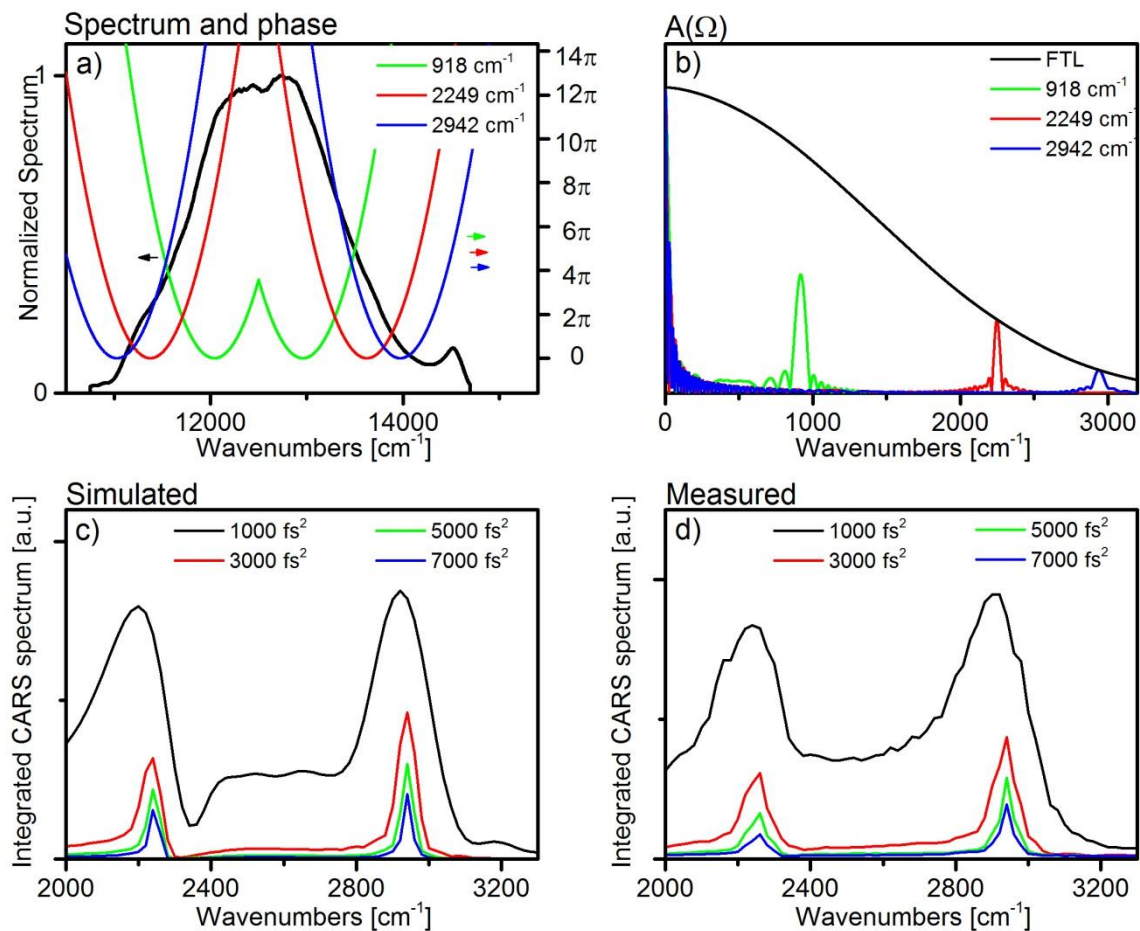 Spectrum and phase
a)
918 cm⁻¹
2249 cm⁻¹
2942 cm⁻¹
Normalized Spectrum
1
0
14π
12π
10π
8π
6π
4π
2π
0
12000 14000
Wavenumbers [cm⁻¹]
A(Ω)
b)
FTL
918 cm⁻¹
2249 cm⁻¹
2942 cm⁻
0 1000 2000 3000
Wavenumbers [cm⁻¹]
Simulated
c)
1000 fs² 5000 fs²
3000 fs² 7000 fs²
Integrated CARS spectrum [a.u.]
2000 2400 2800 3200
Wavenumbers [cm⁻¹]
Measured
d)
1000 fs² 5000 fs²
3000 fs² 7000 fs²
Integrated CARS spectrum [a.u.]
2000 2400 2800 3200
Wavenumbers [cm⁻¹]